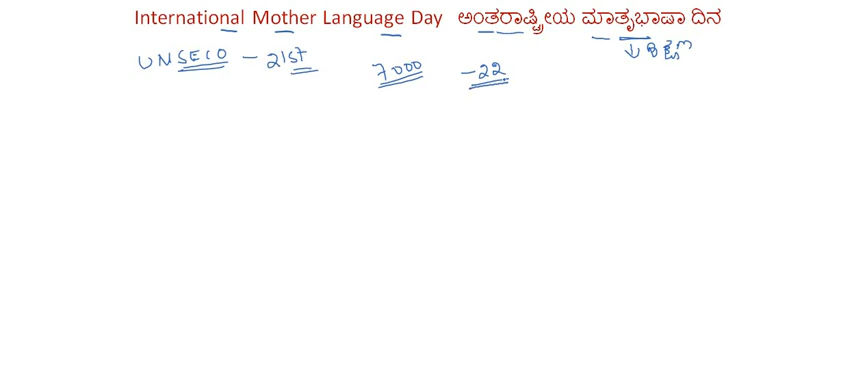 International Mother Language Day ಅಂತರಾಷ್ಟ್ರೀಯ ಮಾತೃಭಾಷಾ ದಿನ
UNSECO - 21st
7000 - 22